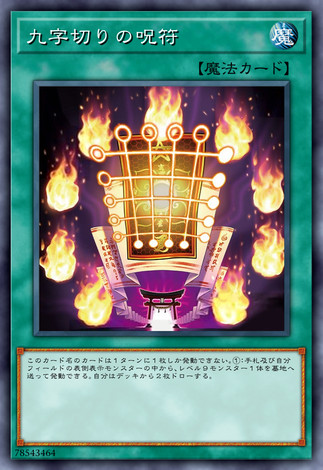 九字切りの呪符
魔
【魔法カード】
このカード名のカードは１ターンに１枚しか発動できない。①：手札及び自分
フィールドの表側表示モンスターの中から、レベル９モンスター１体を墓地へ
送って発動できる。自分はデッキから２枚ドローする。
78543464